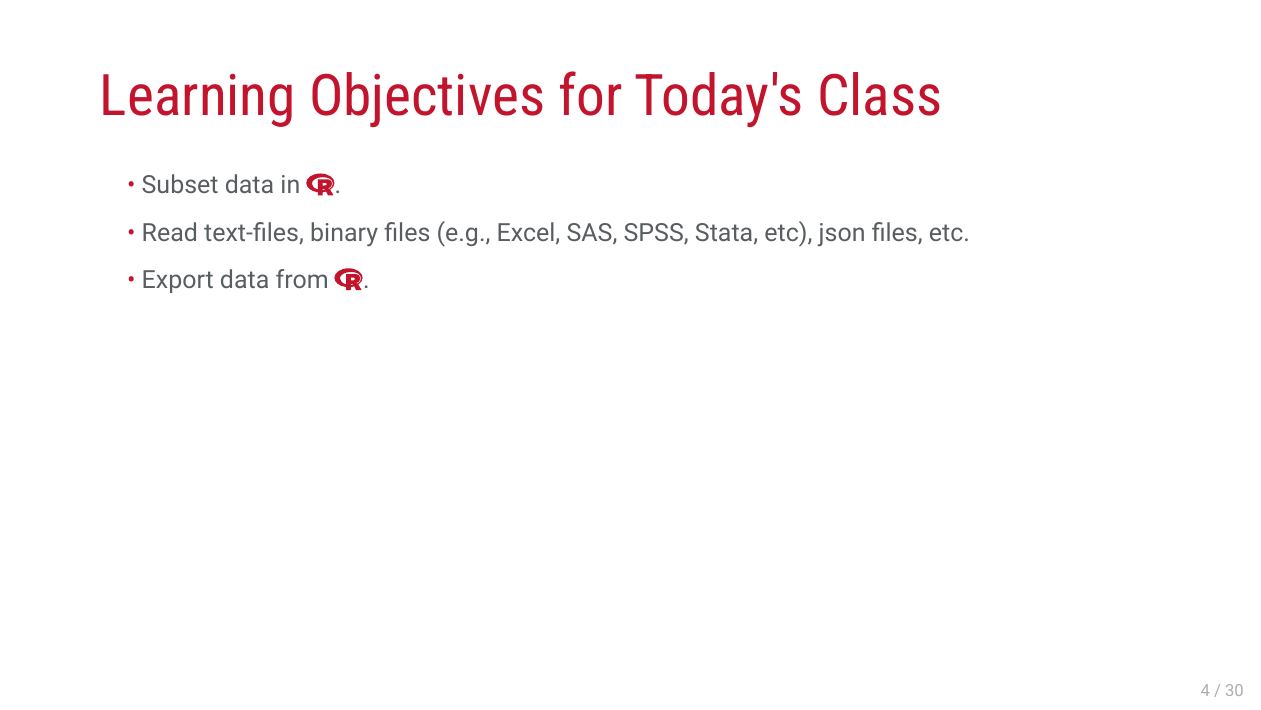 Learning Objectives for Today's Class
• Subset data in R.
• Read text-files, binary files (e.g., Excel, SAS, SPSS, Stata, etc), json files, etc.
• Export data from R.
4 / 30